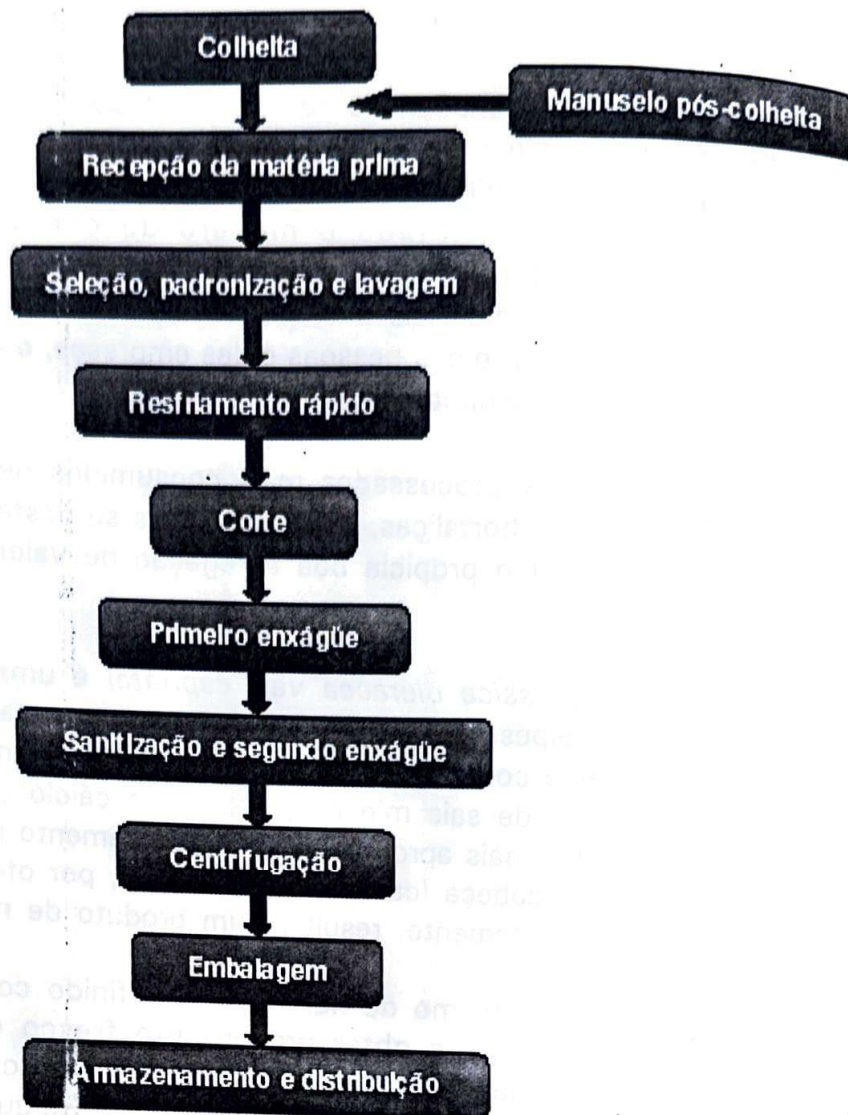 Colheita
Manuseio pós-colheita
Recepção da matéria prima
Seleção, padronização e lavagem
Resfriamento rápido
Corte
Primeiro enxágüe
Sanitização e segundo enxágüe
Centrifugação
Embalagem
Armazenamento e distribuição